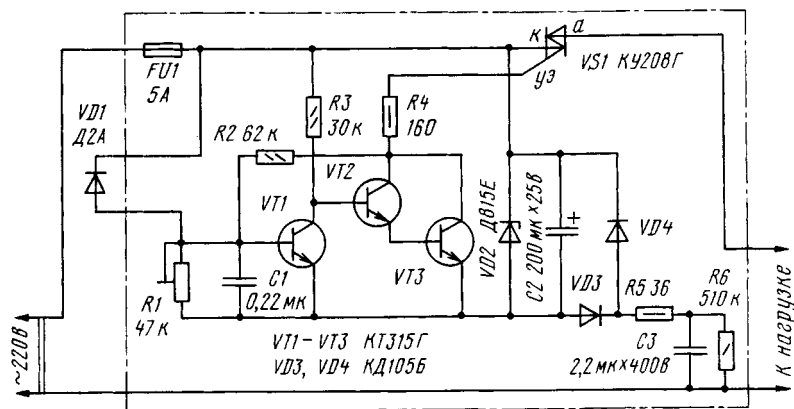 FU1
5А
VD1
Д2А
R2 62к
R3
30к
R4
160
к
а
уэ
VS1 КУ208Г
VT1
VT2
VT3
C1
0,22мк
R1
47к
VD2 Д815Е
C2 200мк×25В
+
VD4
VD3
R5 36
R6
510к
C3
2,2мк×400В
~220В
К нагрузке
VT1-VT3 КТ315Г
VD3, VD4 КД105Б